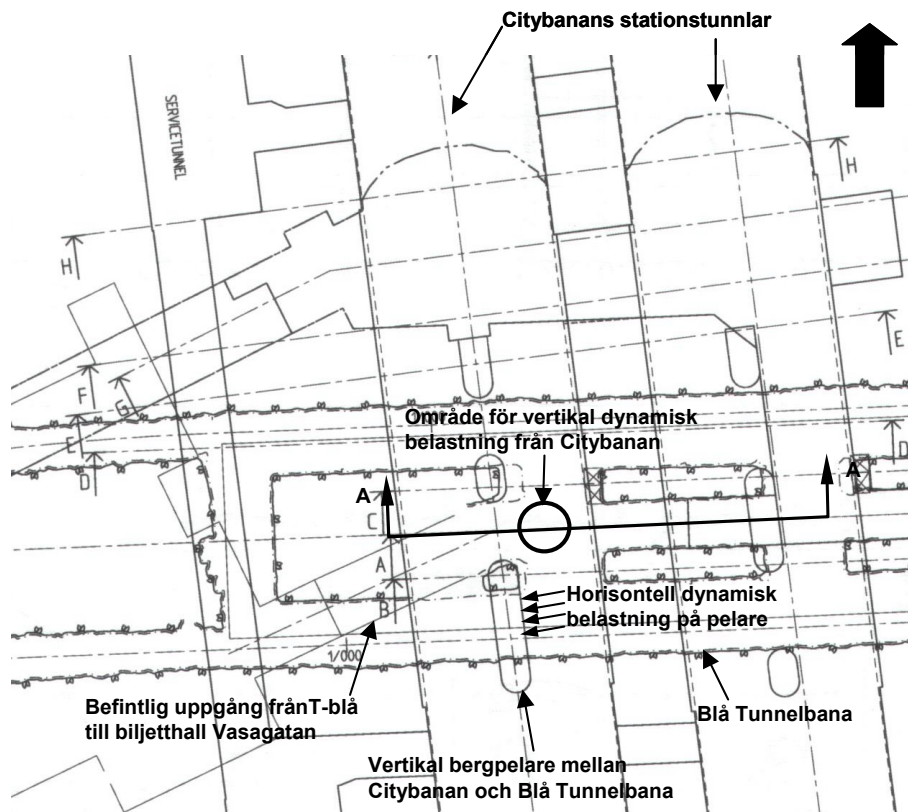 Citybanans stationstunnlar
SERVICETUNNEL
H
H
E
F
G
E
D
Område för vertikal dynamisk
belastning från Citybanan
D
A
A
C
A
B
Horisontell dynamisk
belastning på pelare
1/000
Befintlig uppgång frånT-blå
till biljetthall Vasagatan
Blå Tunnelbana
Vertikal bergpelare mellan
Citybanan och Blå Tunnelbana